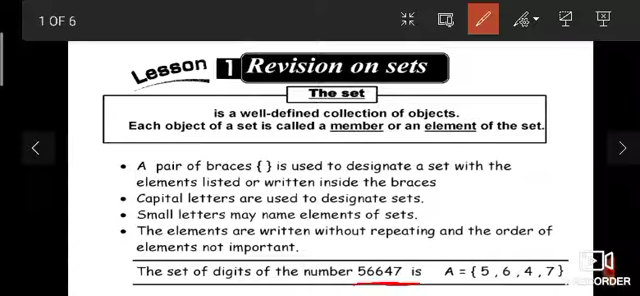 1 OF 6
Lesson 1 Revision on sets
The set
is a well-defined collection of objects.
Each object of a set is called a member or an element of the set.
• A pair of braces { } is used to designate a set with the
elements listed or written inside the braces
• Capital letters are used to designate sets.
• Small letters may name elements of sets.
• The elements are written without repeating and the order of
elements not important.
The set of digits of the number 56647 is A = { 5 , 6 , 4 , 7 }